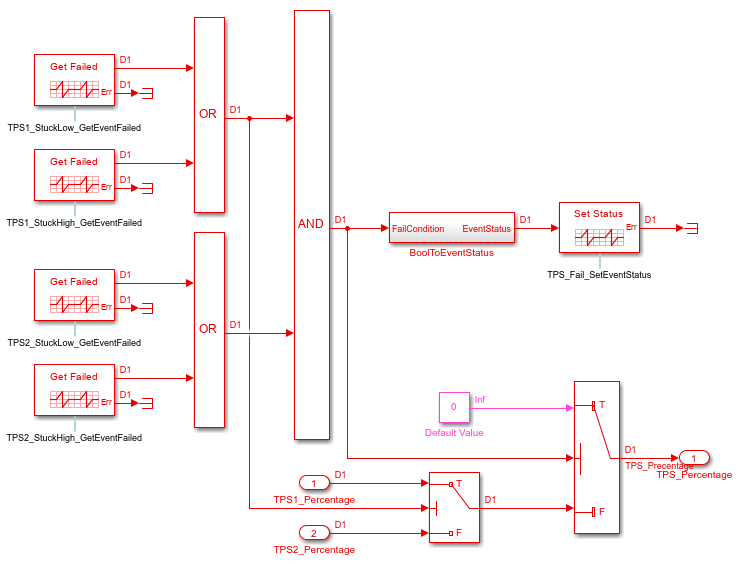 Get Failed
D1
D1
Err
TPS1_StuckLow_GetEventFailed
Get Failed
D1
D1
Err
TPS1_StuckHigh_GetEventFailed
OR
D1
Get Failed
D1
D1
Err
TPS2_StuckLow_GetEventFailed
Get Failed
D1
D1
Err
TPS2_StuckHigh_GetEventFailed
OR
D1
AND
D1
FailCondition EventStatus
D1
BoolToEventStatus
Set Status
Err
D1
TPS_Fail_SetEventStatus
0
Inf
Default Value
1
D1
TPS1_Percentage
2
D1
TPS2_Percentage
T
F
D1
T
F
D1
TPS_Precentage
1
TPS_Percentage